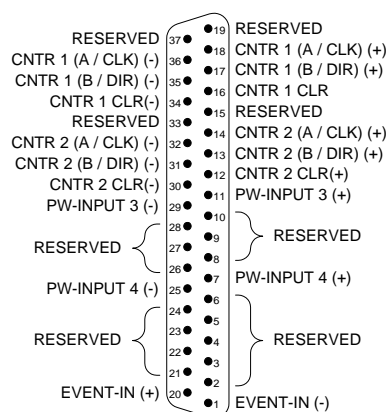 RESERVED 37 19 RESERVED
CNTR 1 (A / CLK) (-) 36 18 CNTR 1 (A / CLK) (+)
CNTR 1 (B / DIR) (-) 35 17 CNTR 1 (B / DIR) (+)
CNTR 1 CLR(-) 34 16 CNTR 1 CLR
RESERVED 33 15 RESERVED
CNTR 2 (A / CLK) (-) 32 14 CNTR 2 (A / CLK) (+)
CNTR 2 (B / DIR) (-) 31 13 CNTR 2 (B / DIR) (+)
CNTR 2 CLR(-) 30 12 CNTR 2 CLR(+)
PW-INPUT 3 (-) 29 11 PW-INPUT 3 (+)
28 10
RESERVED 27 9 RESERVED
26 8
PW-INPUT 4 (-) 25 7 PW-INPUT 4 (+)
24 6
23 5
RESERVED 22 4 RESERVED
21 3
2
EVENT-IN (+) 20 1 EVENT-IN (-)